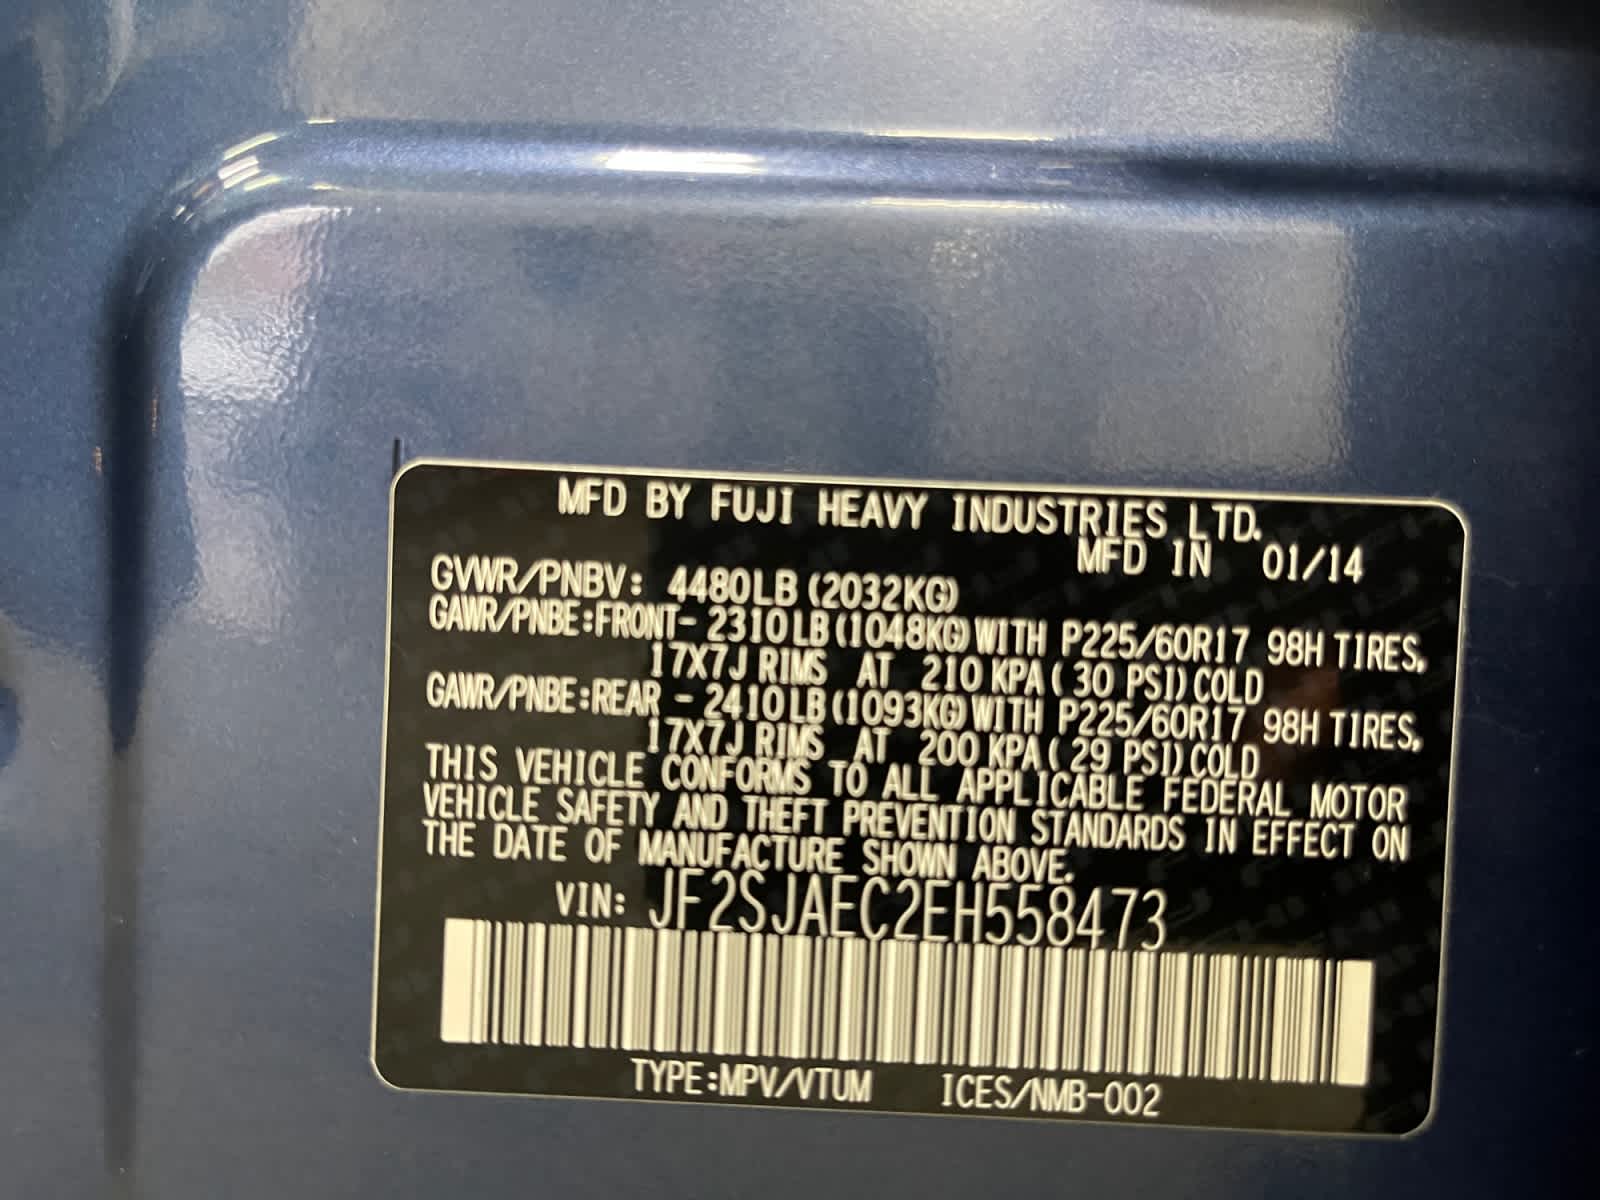 MFD BY FUJI HEAVY INDUSTRIES LTD.
MFD IN 01/14
GVWR/PNBV: 4480LB (2032KG)
GAWR/PNBE:FRONT- 2310LB(1048KG)WITH P225/60R17 98H TIRES,
17X7J RIMS AT 210 KPA( 30 PSI)COLD
GAWR/PNBE:REAR - 2410LB(1093KG)WITH P225/60R17 98H TIRES,
17X7J RIMS AT 200 KPA( 29 PSI)COLD
THIS VEHICLE CONFORMS TO ALL APPLICABLE FEDERAL MOTOR
VEHICLE SAFETY AND THEFT PREVENTION STANDARDS IN EFFECT ON
THE DATE OF MANUFACTURE SHOWN ABOVE.
VIN: JF2SJAEC2EH558473
TYPE:MPV/VTUM ICES/NMB-002